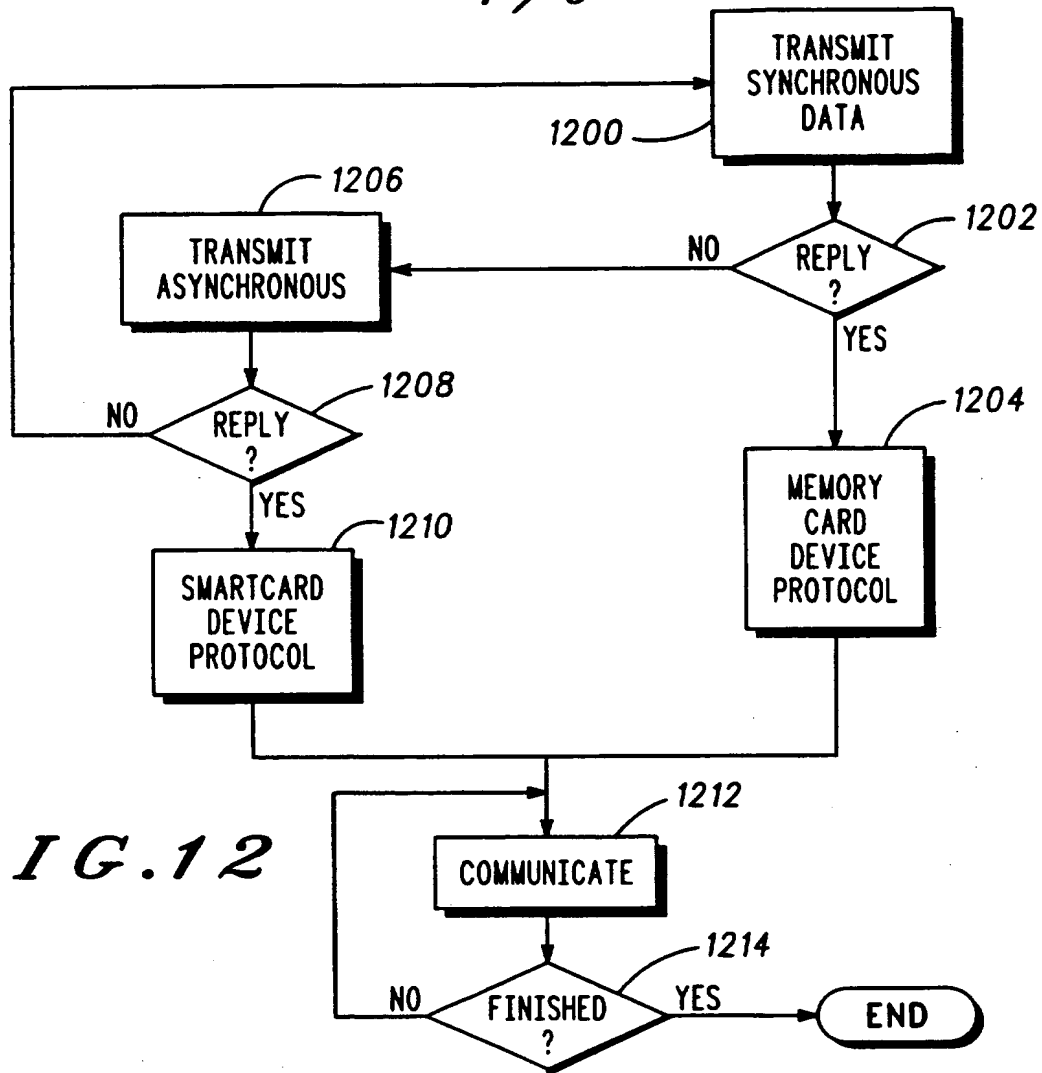 TRANSMIT
SYNCHRONOUS
DATA
1200
1206
1202
TRANSMIT
ASYNCHRONOUS
NO
REPLY
?
YES
1208
1204
NO
REPLY
?
YES
MEMORY
CARD
DEVICE
PROTOCOL
1210
SMARTCARD
DEVICE
PROTOCOL
1212
IG.12
COMMUNICATE
1214
NO
FINISHED
?
YES
END